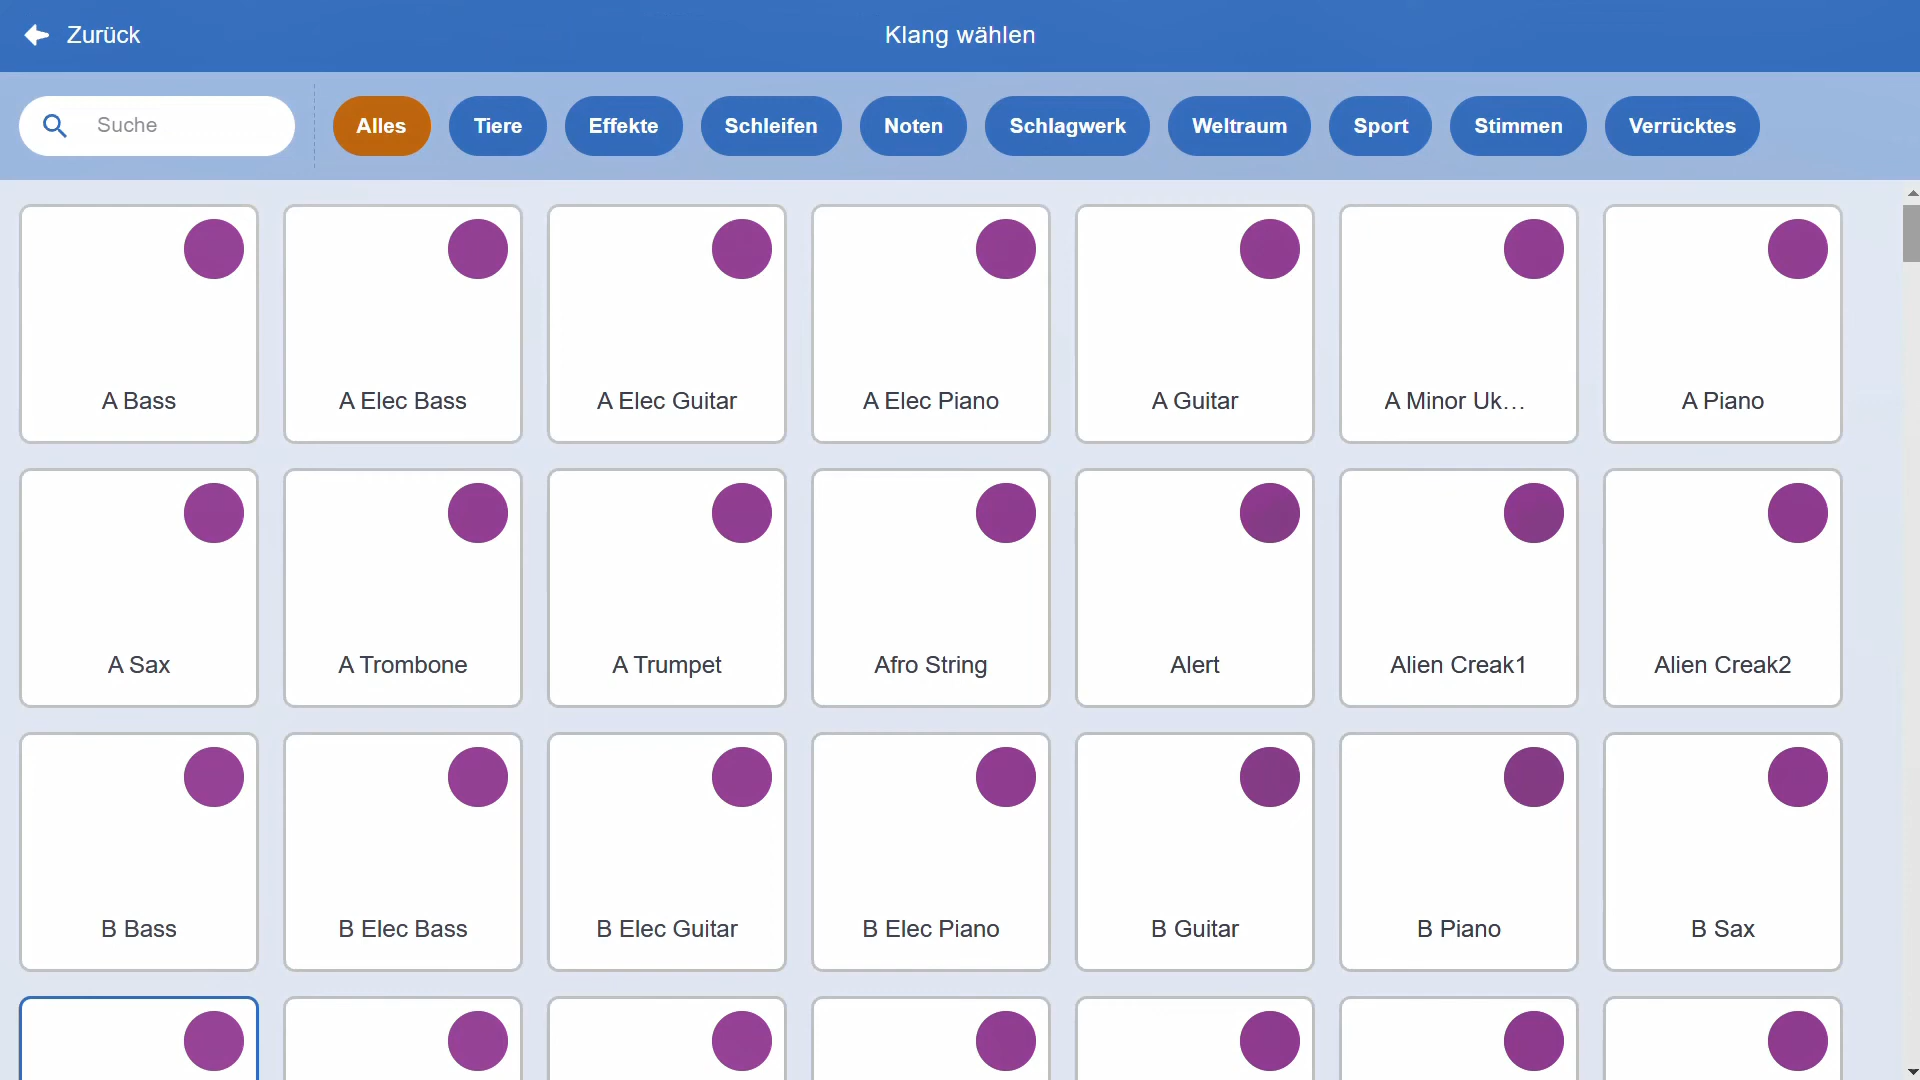 Zurück
Klang wählen
Suche
Alles
Tiere
Effekte
Schleifen
Noten
Schlagwerk
Weltraum
Sport
Stimmen
Verrücktes
A Bass
A Elec Bass
A Elec Guitar
A Elec Piano
A Guitar
A Minor Uk…
A Piano
A Sax
A Trombone
A Trumpet
Afro String
Alert
Alien Creak1
Alien Creak2
B Bass
B Elec Bass
B Elec Guitar
B Elec Piano
B Guitar
B Piano
B Sax